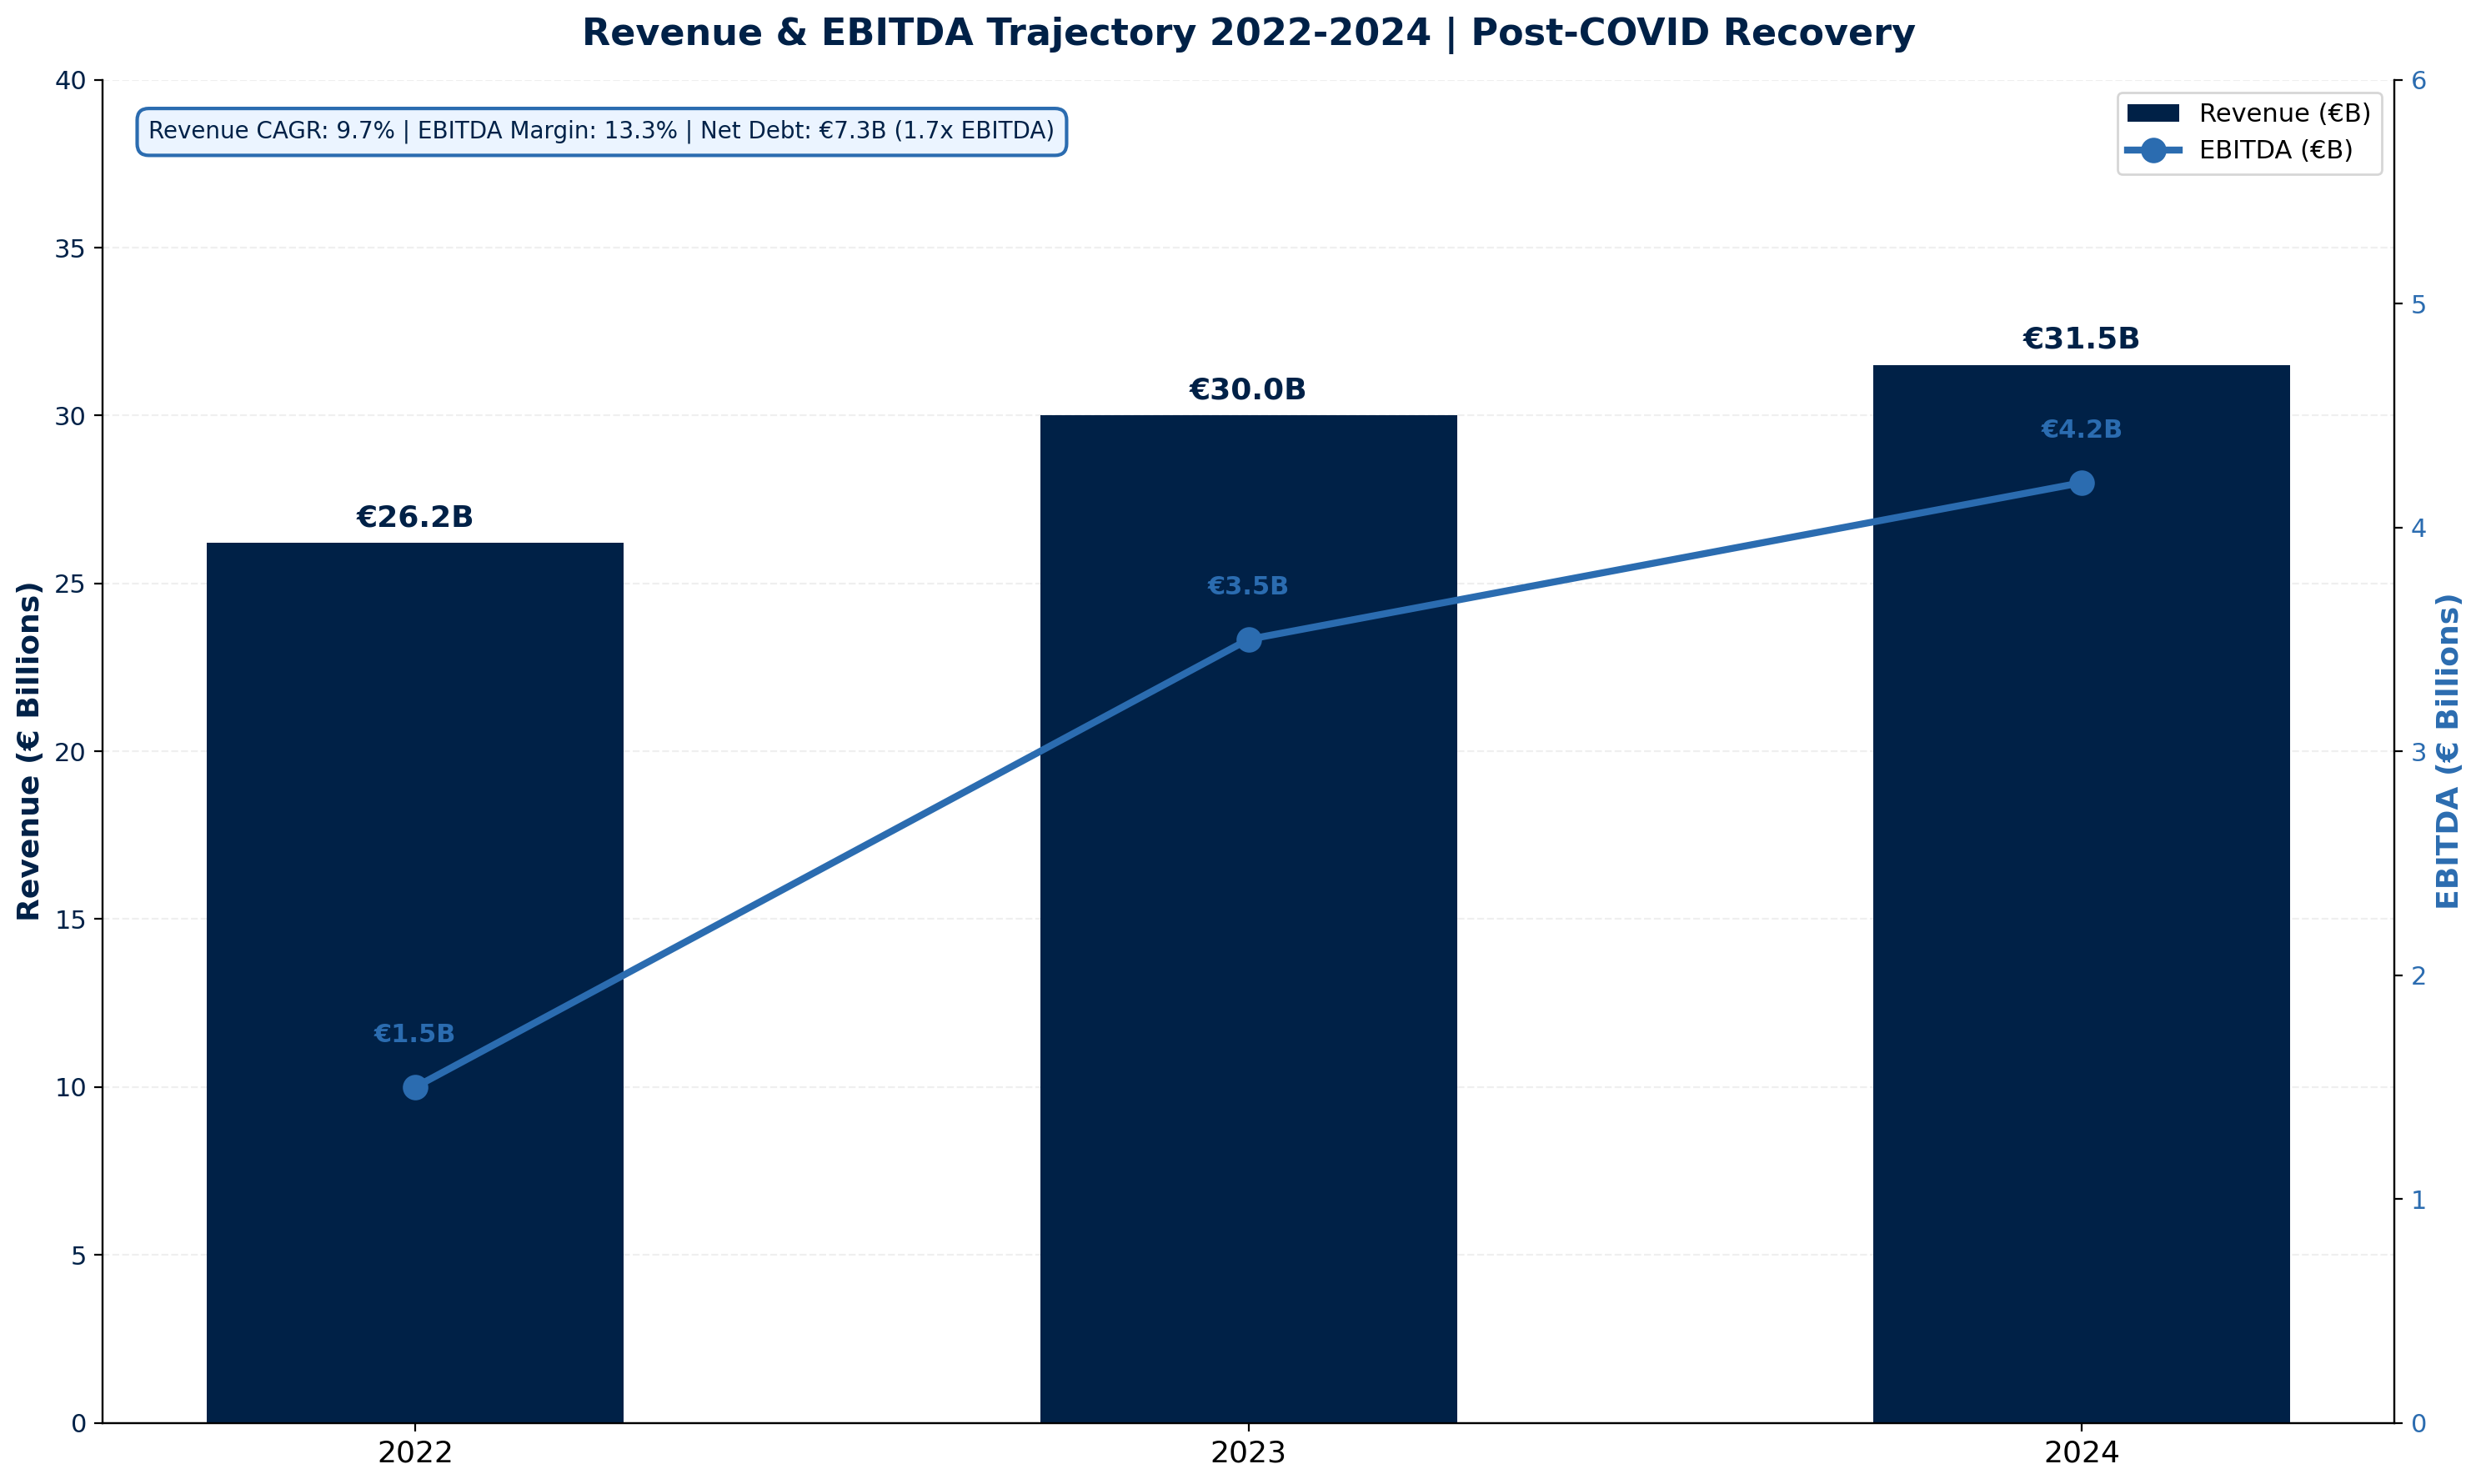 Revenue & EBITDA Trajectory 2022-2024 | Post-COVID Recovery
Revenue CAGR: 9.7% | EBITDA Margin: 13.3% | Net Debt: €7.3B (1.7x EBITDA)
Revenue (€B)
EBITDA (€B)
Revenue (€ Billions)
40
35
30
25
20
15
10
5
0
€26.2B
€30.0B
€31.5B
€1.5B
€3.5B
€4.2B
6
5
4
3
2
1
0
EBITDA (€ Billions)
2022
2023
2024